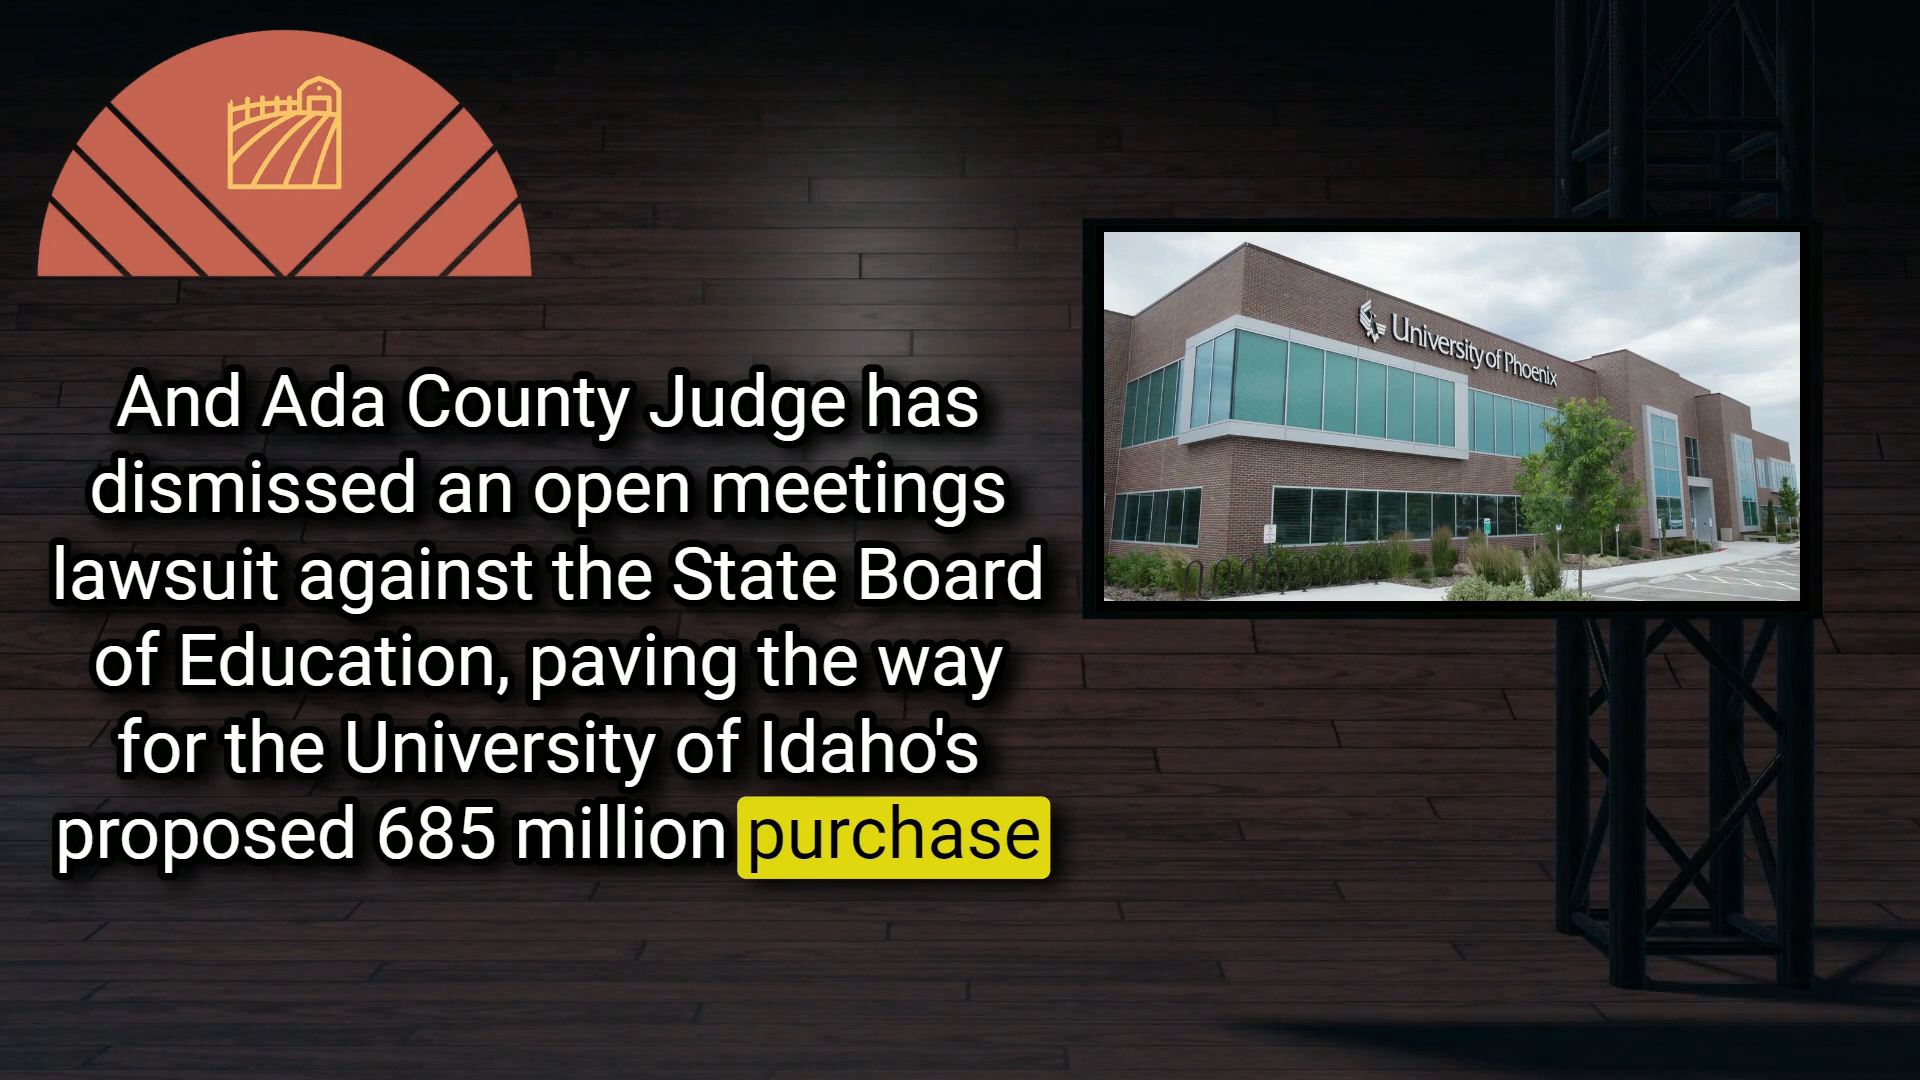 And Ada County Judge has
dismissed an open meetings
lawsuit against the State Board
of Education, paving the way
for the University of Idaho's
proposed 685 million purchase
University of Phoenix